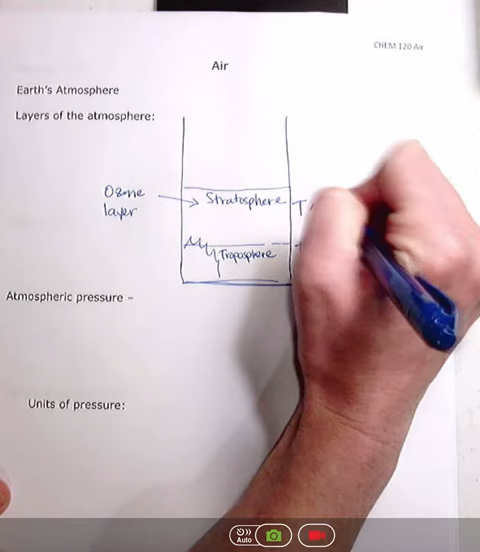 CHEM 120 Air
Air
Earth's Atmosphere
Layers of the atmosphere:
Ozone
layer
Stratosphere
T
Troposphere
Atmospheric pressure –
Units of pressure:
Auto